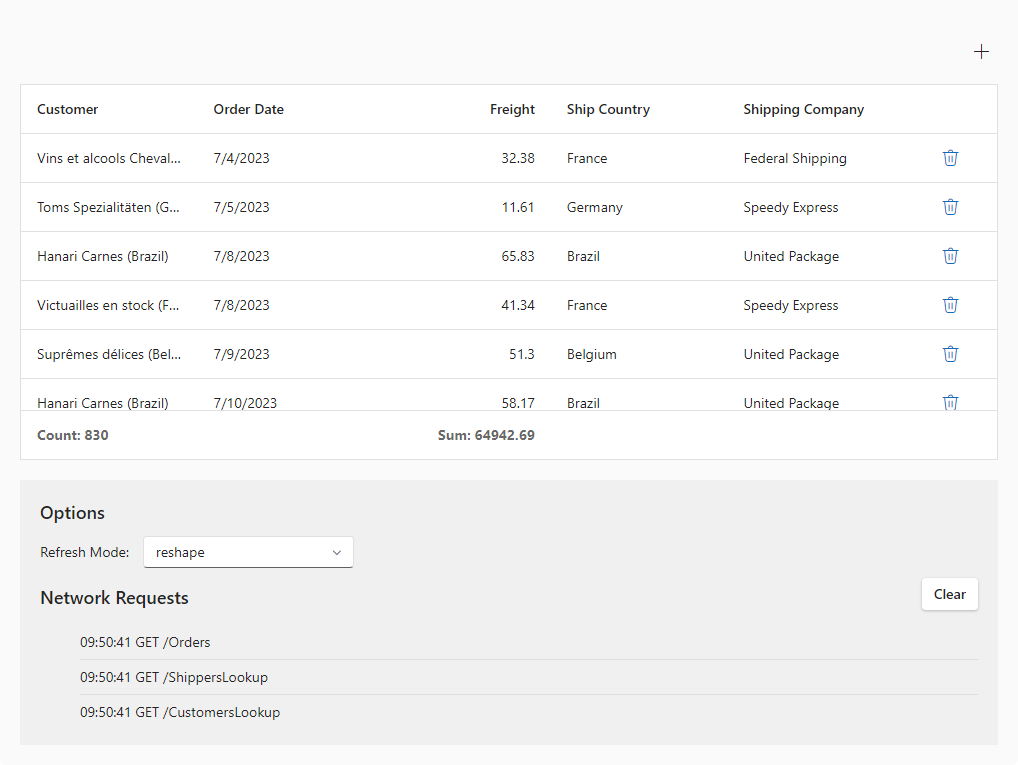 Customer Order Date Freight Ship Country Shipping Company
Vins et alcools Cheval... 7/4/2023 32.38 France Federal Shipping
Toms Spezialitäten (G... 7/5/2023 11.61 Germany Speedy Express
Hanari Carnes (Brazil) 7/8/2023 65.83 Brazil United Package
Victuailles en stock (F... 7/8/2023 41.34 France Speedy Express
Suprêmes délices (Bel... 7/9/2023 51.3 Belgium United Package
Hanari Carnes (Brazil) 7/10/2023 58.17 Brazil United Package
Count: 830 Sum: 64942.69
Options
Refresh Mode: reshape
Network Requests Clear
09:50:41 GET /Orders
09:50:41 GET /ShippersLookup
09:50:41 GET /CustomersLookup